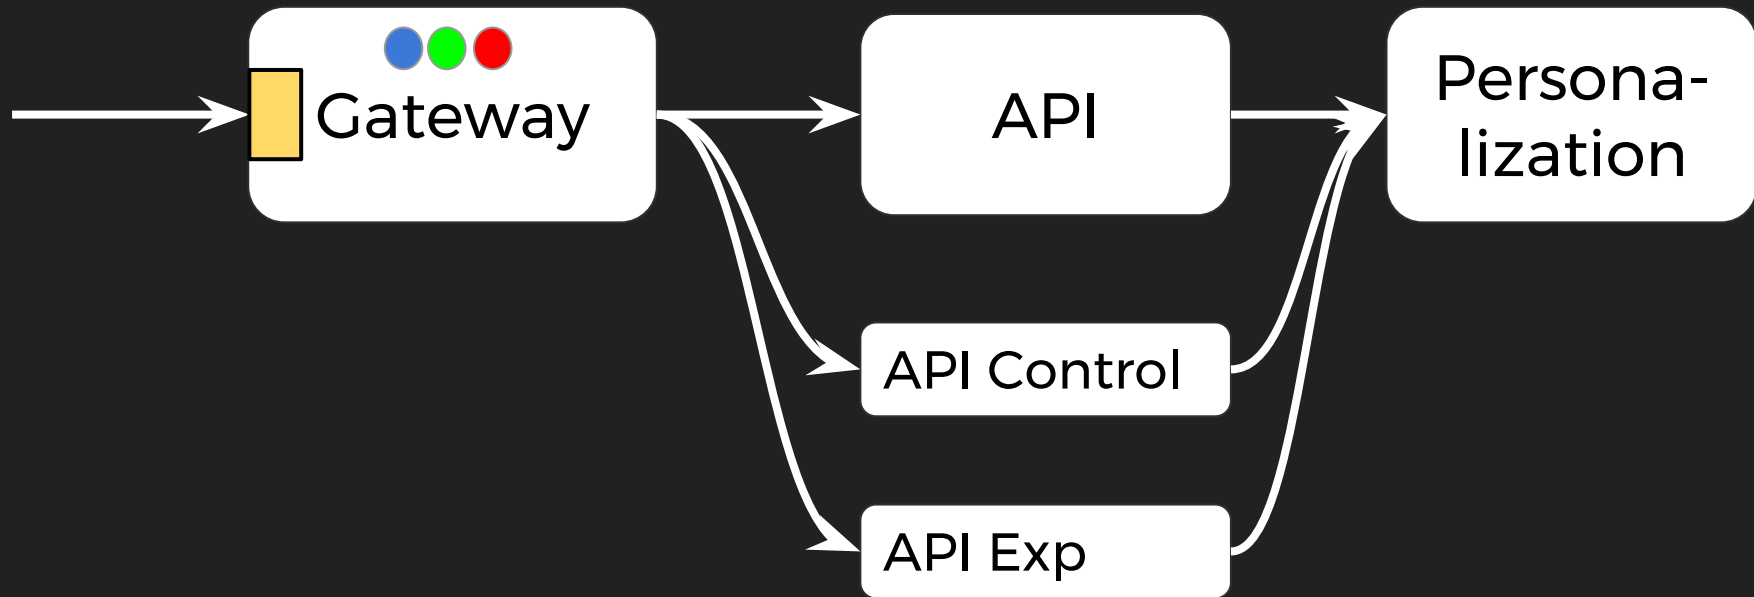 Gateway
API
Persona-
lization
API Control
API Exp